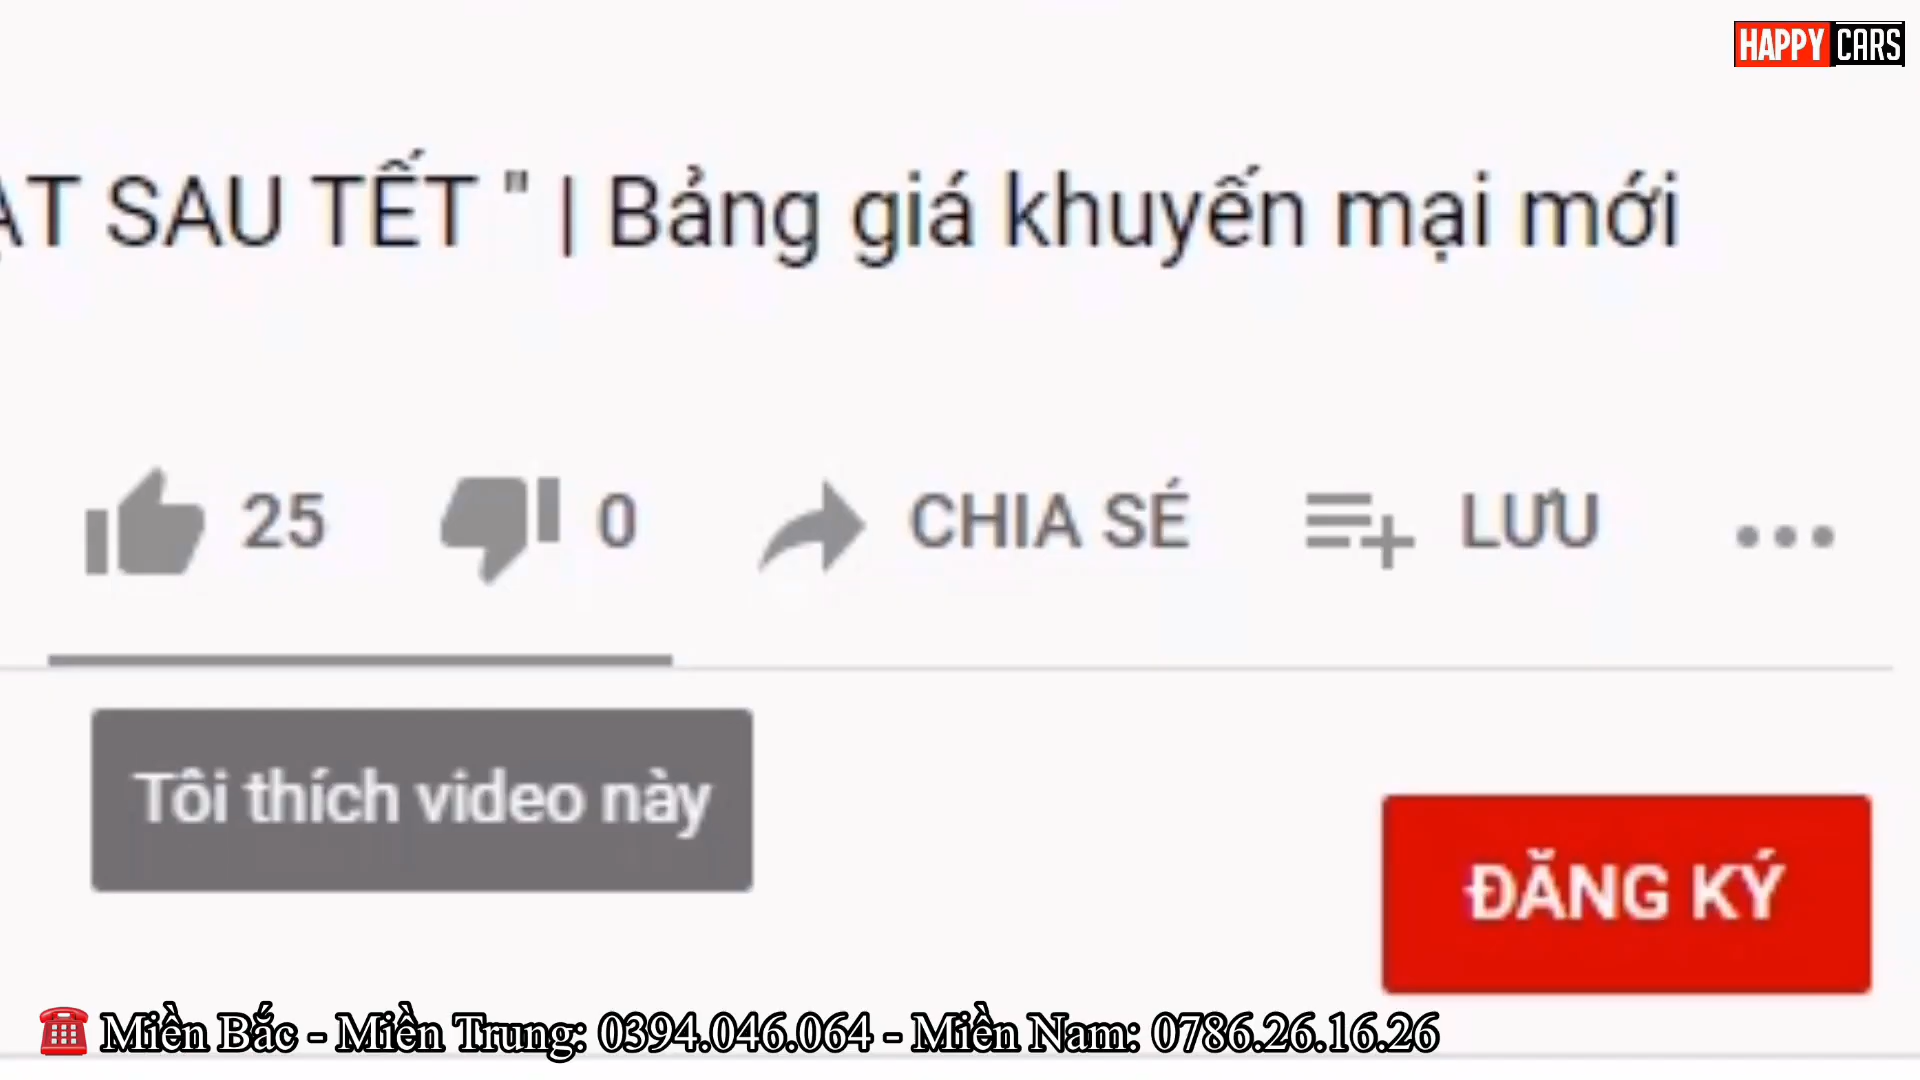 HAPPY CARS
SAU TẾT " | Bảng giá khuyến mại mới
25 0 CHIA SẺ LƯU
Tôi thích video này
ĐĂNG KÝ
Miền Bắc - Miền Trung: 0394.046.064 - Miền Nam: 0786.26.16.26